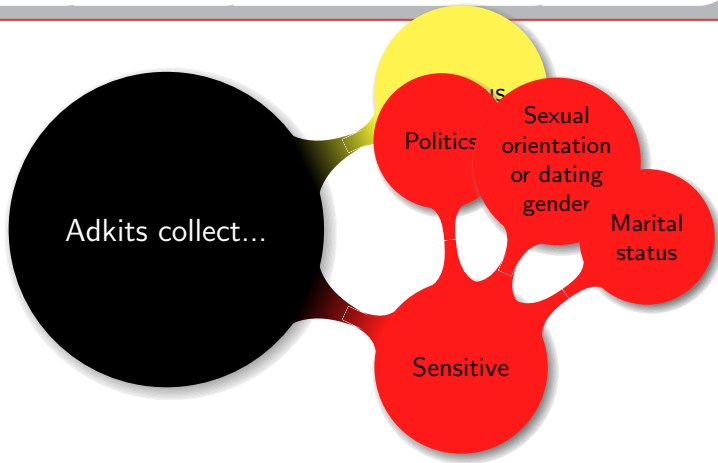 Adkits collect...
Politics
Sexual
orientation
or dating
gender
Marital
status
Sensitive